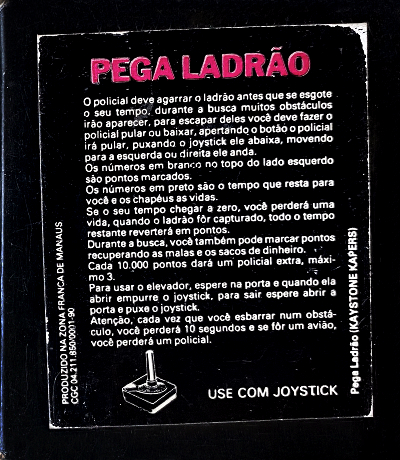 PEGA LADRÃO
O policial deve agarrar o ladrão antes que se esgote
o seu tempo, durante a busca muitos obstáculos
irão aparecer, para escapar deles você deve fazer o
policial pular ou baixar, apertando o botão o policial
irá pular, puxando o joystick ele abaixa, movendo
para a esquerda ou direita ele anda.
Os números em branco no topo do lado esquerdo
são pontos marcados.
Os números em preto são o tempo que resta para
você e os chapéus as vidas.
Se o seu tempo chegar a zero, você perderá uma
vida, quando o ladrão fôr capturado, todo o tempo
restante reverterá em pontos.
Durante a busca, você também pode marcar pontos
recuperando as malas e os sacos de dinheiro.
Cada 10.000 pontos dará um policial extra, máxi-
mo 3.
Para usar o elevador, espere na porta e quando ela
abrir empurre o joystick, para sair espere abrir a
porta e puxe o joystick.
Atenção, cada vez que você esbarrar num obstá-
culo, você perderá 10 segundos e se fôr um avião,
você perderá um policial.
USE COM JOYSTICK
PRODUZIDO NA ZONA FRANCA DE MANAUS
CGC 04.211.850/0001-90
Pega Ladrão (KAYSTONE KAPERS)